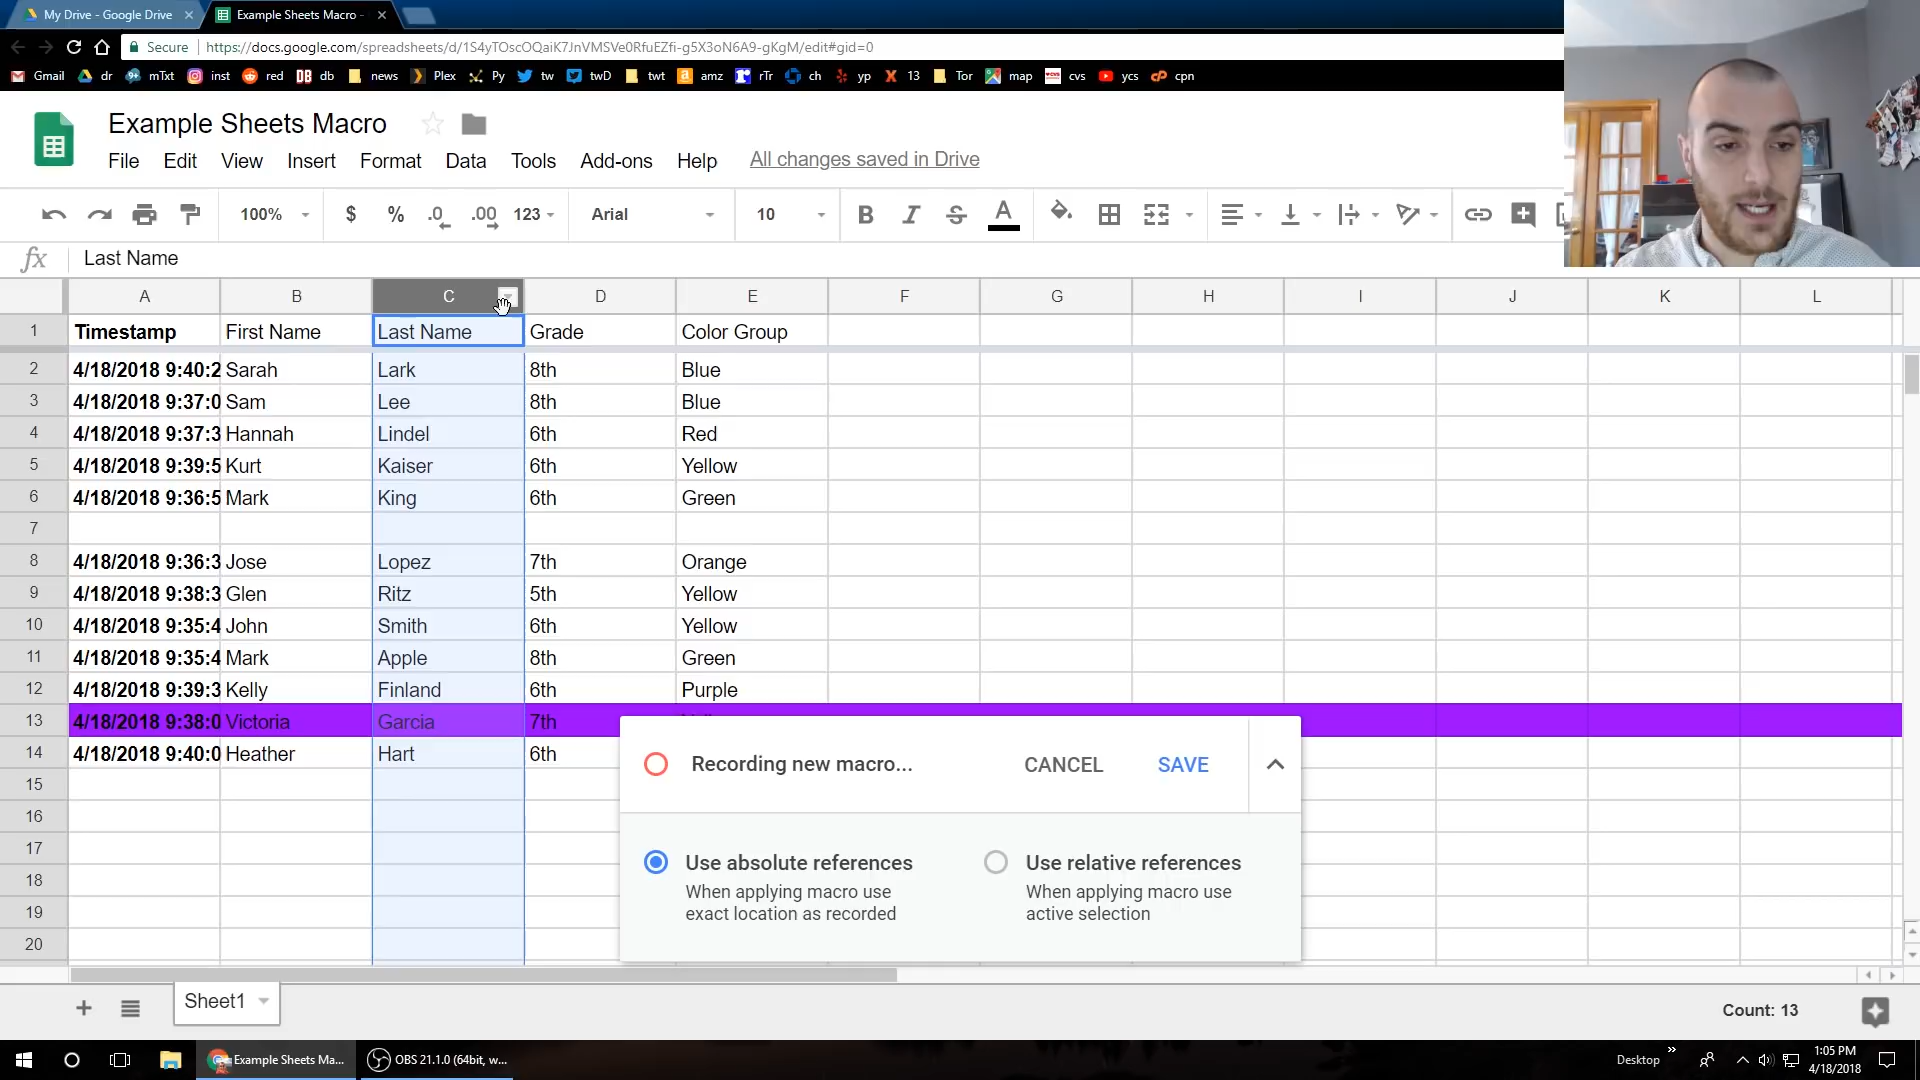 My Drive - Google Drive
Example Sheets Macro -
Secure https://docs.google.com/spreadsheets/d/1S4yTOscOQaiK7JnVMSVe0RfuEZfi-g5X3oN6A9-gKgM/edit#gid=0
Gmail dr mTxt inst red DB db news Plex Py tw twD twt amz rTr ch yp 13 Tor map cvs ycs cpn
Example Sheets Macro
File Edit View Insert Format Data Tools Add-ons Help All changes saved in Drive
100% $ % .0 .00 123 Arial 10 B I S A
fx Last Name
A B C D E F G H I J K L
1 Timestamp First Name Last Name Grade Color Group
2 4/18/2018 9:40:2 Sarah Lark 8th Blue
3 4/18/2018 9:37:0 Sam Lee 8th Blue
4 4/18/2018 9:37:3 Hannah Lindel 6th Red
5 4/18/2018 9:39:5 Kurt Kaiser 6th Yellow
6 4/18/2018 9:36:5 Mark King 6th Green
7
8 4/18/2018 9:36:3 Jose Lopez 7th Orange
9 4/18/2018 9:38:3 Glen Ritz 5th Yellow
10 4/18/2018 9:35:4 John Smith 6th Yellow
11 4/18/2018 9:35:4 Mark Apple 8th Green
12 4/18/2018 9:39:3 Kelly Finland 6th Purple
13 4/18/2018 9:38:0 Victoria Garcia 7th
14 4/18/2018 9:40:0 Heather Hart 6th
15
16
17
18
19
20
Recording new macro... CANCEL SAVE
Use absolute references
When applying macro use
exact location as recorded
Use relative references
When applying macro use
active selection
Sheet1
Count: 13
Example Sheets Ma...
OBS 21.1.0 (64bit, w...
Desktop
1:05 PM
4/18/2018